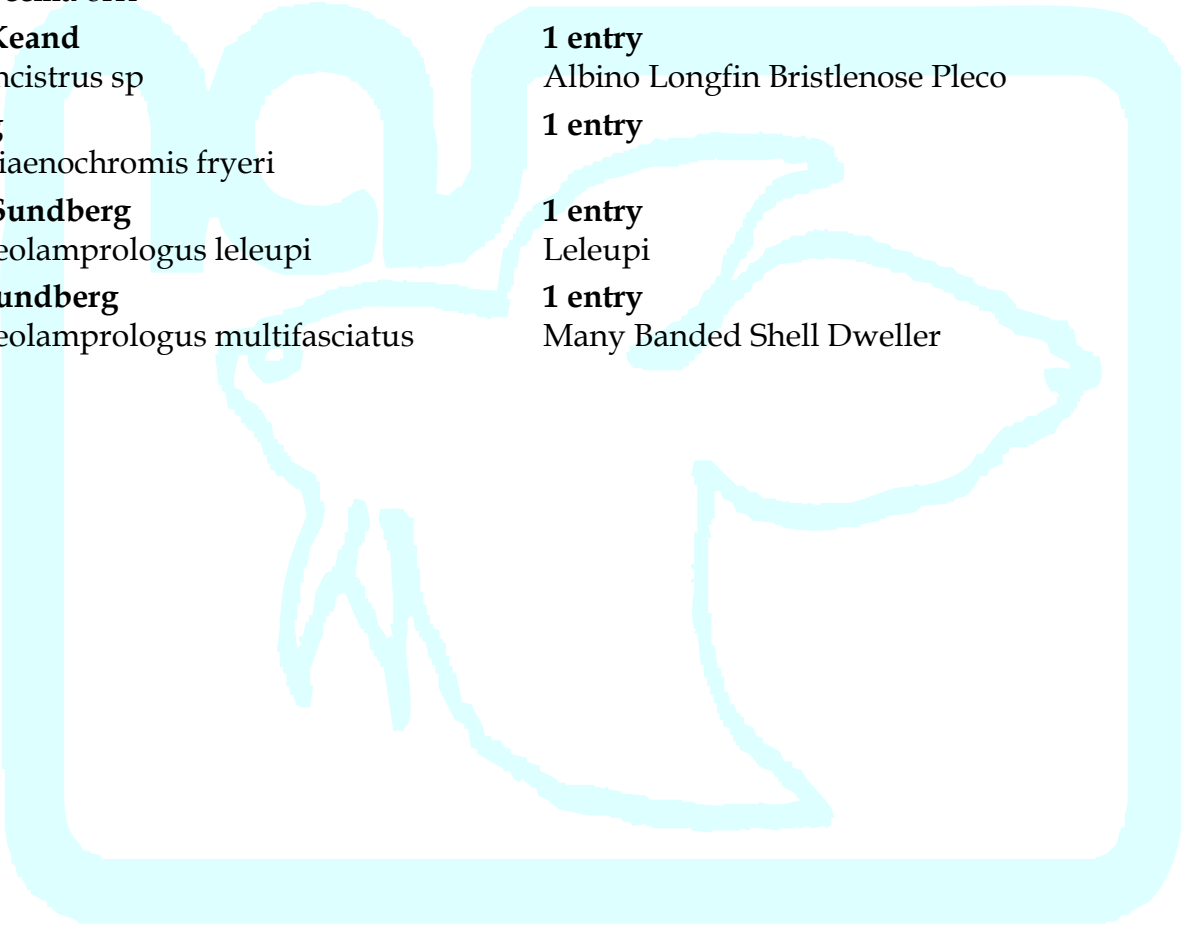 Keand 1 entry
ncistrus sp Albino Longfin Bristlenose Pleco
g 1 entry
iaenochromis fryeri
Sundberg 1 entry
eolamprologus leleupi Leleupi
undberg 1 entry
eolamprologus multifasciatus Many Banded Shell Dweller